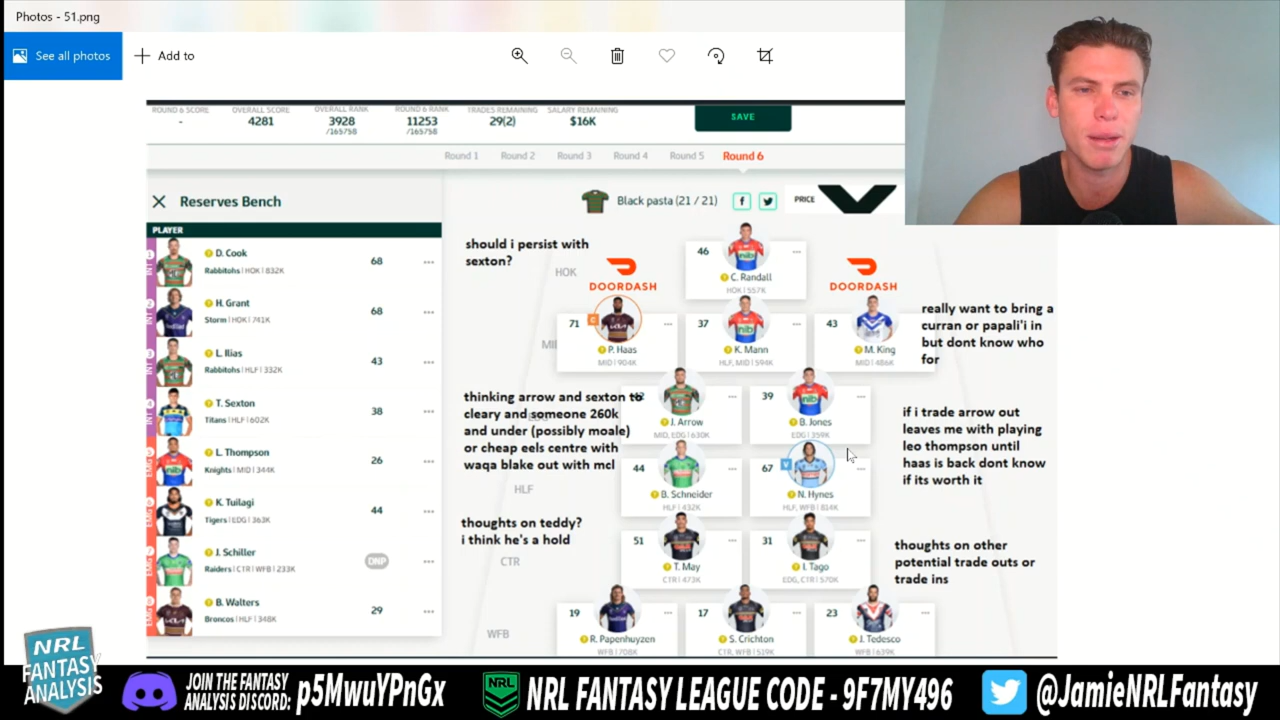 Photos - 51.png
See all photos
Add to
ROUND 6 SCORE
-
OVERALL SCORE
4281
OVERALL RANK
3928
/165758
ROUND 6 RANK
11253
/165758
TRADES REMAINING
29(2)
SALARY REMAINING
$16K
SAVE
Round 1
Round 2
Round 3
Round 4
Round 5
Round 6
Reserves Bench
Black pasta (21 / 21)
PRICE
PLAYER
INT 1
D. Cook
Rabbitohs | HOK | 832K
68
INT 2
H. Grant
Storm | HOK | 741K
68
INT 3
L. Ilias
Rabbitohs | HLF | 332K
43
INT 4
T. Sexton
Titans | HLF | 602K
38
L. Thompson
Knights | MID | 344K
26
K. Tuilagi
Tigers | EDG | 363K
44
J. Schiller
Raiders | CTR | WFB | 233K
DNP
B. Walters
Broncos | HLF | 348K
29
should i persist with
sexton?
HOK
46
C. Randall
HOK | 557K
DOORDASH
DOORDASH
71
C
P. Haas
MID | 904K
37
K. Mann
HLF, MID | 594K
43
M. King
MID | 486K
really want to bring a
curran or papali'i in
but dont know who
for
thinking arrow and sexton to
cleary and someone 260k
and under (possibly moale)
or cheap eels centre with
waqa blake out with mcl
J. Arrow
MID, EDG | 630K
39
B. Jones
EDG | 359K
if i trade arrow out
leaves me with playing
leo thompson until
haas is back dont know
if its worth it
HLF
44
B. Schneider
HLF | 432K
67
V
N. Hynes
HLF, WFB | 814K
thoughts on teddy?
i think he's a hold
CTR
51
T. May
CTR | 473K
31
I. Tago
EDG, CTR | 570K
thoughts on other
potential trade outs or
trade ins
WFB
19
R. Papenhuyzen
WFB | 708K
17
S. Crichton
CTR, WFB | 519K
23
J. Tedesco
WFB | 639K
NRL
FANTASY
ANALYSIS
JOIN THE FANTASY
ANALYSIS DISCORD:
p5MwuYPnGx
NRL
NRL FANTASY LEAGUE CODE - 9F7MY496
@JamieNRLFantasy